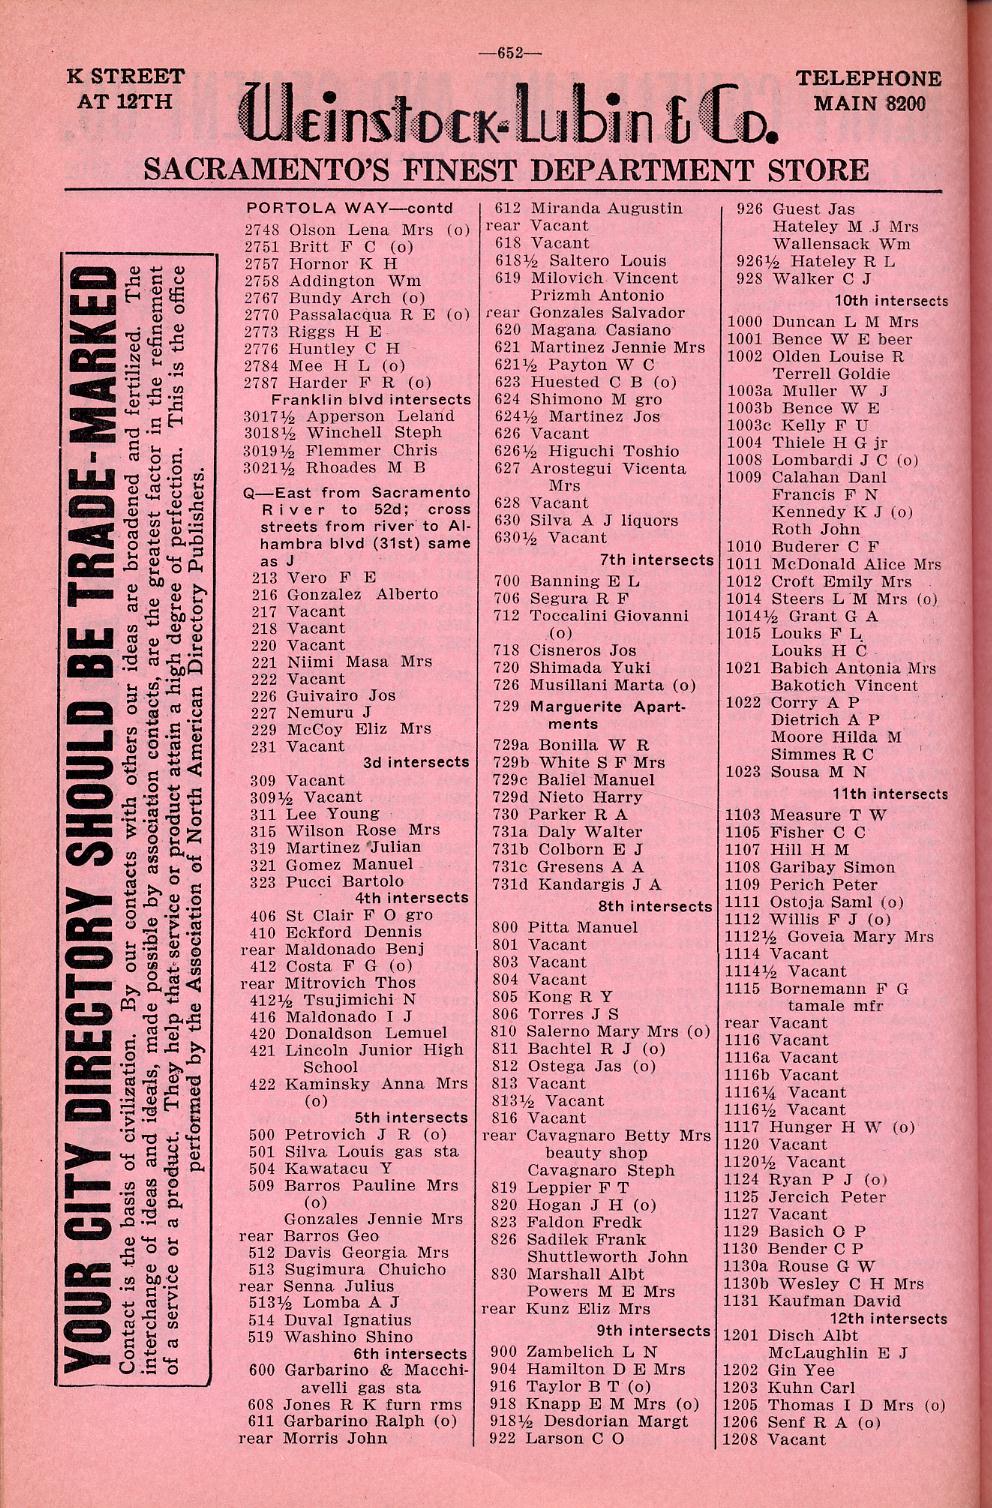 —652—
K STREET
AT 12TH
Weinstock-Lubin & Co.
TELEPHONE
MAIN 8200
SACRAMENTO'S FINEST DEPARTMENT STORE
YOUR CITY DIRECTORY SHOULD BE TRADE-MARKED
Contact is the basis of civilization. By our contacts with others our ideas are broadened and fertilized. The
interchange of ideas and ideals, made possible by association contacts, are the greatest factor in the refinement
of a service or a product. They help that service or product attain a high degree of perfection. This is the office
performed by the Association of North American Directory Publishers.
PORTOLA WAY—contd
2748 Olson Lena Mrs (o)
2751 Britt F C (o)
2757 Hornor K H
2758 Addington Wm
2767 Bundy Arch (o)
2770 Passalacqua R E (o)
2773 Riggs H E
2776 Huntley C H
2784 Mee H L (o)
2787 Harder F R (o)
Franklin blvd intersects
3017½ Apperson Leland
3018½ Winchell Steph
3019½ Flemmer Chris
3021½ Rhoades M B
Q—East from Sacramento
River to 52d; cross
streets from river to Al-
hambra blvd (31st) same
as J
213 Vero F E
216 Gonzalez Alberto
217 Vacant
218 Vacant
220 Vacant
221 Niimi Masa Mrs
222 Vacant
226 Guivairo Jos
227 Nemuru J
229 McCoy Eliz Mrs
231 Vacant
3d intersects
309 Vacant
309½ Vacant
311 Lee Young
315 Wilson Rose Mrs
319 Martinez Julian
321 Gomez Manuel
323 Pucci Bartolo
4th intersects
406 St Clair F O gro
410 Eckford Dennis
rear Maldonado Benj
412 Costa F G (o)
rear Mitrovich Thos
412½ Tsujimichi N
416 Maldonado I J
420 Donaldson Lemuel
421 Lincoln Junior High
School
422 Kaminsky Anna Mrs
(o)
5th intersects
500 Petrovich J R (o)
501 Silva Louis gas sta
504 Kawatacu Y
509 Barros Pauline Mrs
(o)
Gonzales Jennie Mrs
rear Barros Geo
512 Davis Georgia Mrs
513 Sugimura Chuicho
rear Senna Julius
513½ Lomba A J
514 Duval Ignatius
519 Washino Shino
6th intersects
600 Garbarino & Macchi-
avelli gas sta
608 Jones R K furn rms
611 Garbarino Ralph (o)
rear Morris John
612 Miranda Augustin
rear Vacant
618 Vacant
618½ Saltero Louis
619 Milovich Vincent
Prizmh Antonio
rear Gonzales Salvador
620 Magana Casiano
621 Martinez Jennie Mrs
621½ Payton W C
623 Huested C B (o)
624 Shimono M gro
624½ Martinez Jos
626 Vacant
626½ Higuchi Toshio
627 Arostegui Vicenta
Mrs
628 Vacant
630 Silva A J liquors
630½ Vacant
7th intersects
700 Banning E L
706 Segura R F
712 Toccalini Giovanni
(o)
718 Cisneros Jos
720 Shimada Yuki
726 Musillani Marta (o)
729 Marguerite Apart-
ments
729a Bonilla W R
729b White S F Mrs
729c Baliel Manuel
729d Nieto Harry
730 Parker R A
731a Daly Walter
731b Colborn E J
731c Gresens A A
731d Kandargis J A
8th intersects
800 Pitta Manuel
801 Vacant
803 Vacant
804 Vacant
805 Kong R Y
806 Torres J S
810 Salerno Mary Mrs (o)
811 Bachtel R J (o)
812 Ostega Jas (o)
813 Vacant
813½ Vacant
816 Vacant
rear Cavagnaro Betty Mrs
beauty shop
Cavagnaro Steph
819 Leppier F T
820 Hogan J H (o)
823 Faldon Fredk
826 Sadilek Frank
Shuttleworth John
830 Marshall Albt
Powers M E Mrs
rear Kunz Eliz Mrs
9th intersects
900 Zambelich L N
904 Hamilton D E Mrs
916 Taylor B T (o)
918 Knapp E M Mrs (o)
918½ Desdorian Margt
922 Larson C O
926 Guest Jas
Hateley M J Mrs
Wallensack Wm
926½ Hateley R L
928 Walker C J
10th intersects
1000 Duncan L M Mrs
1001 Bence W E beer
1002 Olden Louise R
Terrell Goldie
1003a Muller W J
1003b Bence W E
1003c Kelly F U
1004 Thiele H G jr
1008 Lombardi J C (o)
1009 Calahan Danl
Francis F N
Kennedy K J (o)
Roth John
1010 Buderer C F
1011 McDonald Alice Mrs
1012 Croft Emily Mrs
1014 Steers L M Mrs (o)
1014½ Grant G A
1015 Louks F L
Louks H C
1021 Babich Antonia Mrs
Bakotich Vincent
1022 Corry A P
Dietrich A P
Moore Hilda M
Simmes R C
1023 Sousa M N
11th intersects
1103 Measure T W
1105 Fisher C C
1107 Hill H M
1108 Garibay Simon
1109 Perich Peter
1111 Ostoja Saml (o)
1112 Willis F J (o)
1112½ Goveia Mary Mrs
1114 Vacant
1114½ Vacant
1115 Bornemann F G
tamale mfr
rear Vacant
1116 Vacant
1116a Vacant
1116b Vacant
1116¼ Vacant
1116½ Vacant
1117 Hunger H W (o)
1120 Vacant
1120½ Vacant
1124 Ryan P J (o)
1125 Jercich Peter
1127 Vacant
1129 Basich O P
1130 Bender C P
1130a Rouse G W
1130b Wesley C H Mrs
1131 Kaufman David
12th intersects
1201 Disch Albt
McLaughlin E J
1202 Gin Yee
1203 Kuhn Carl
1205 Thomas I D Mrs (o)
1206 Senf R A (o)
1208 Vacant